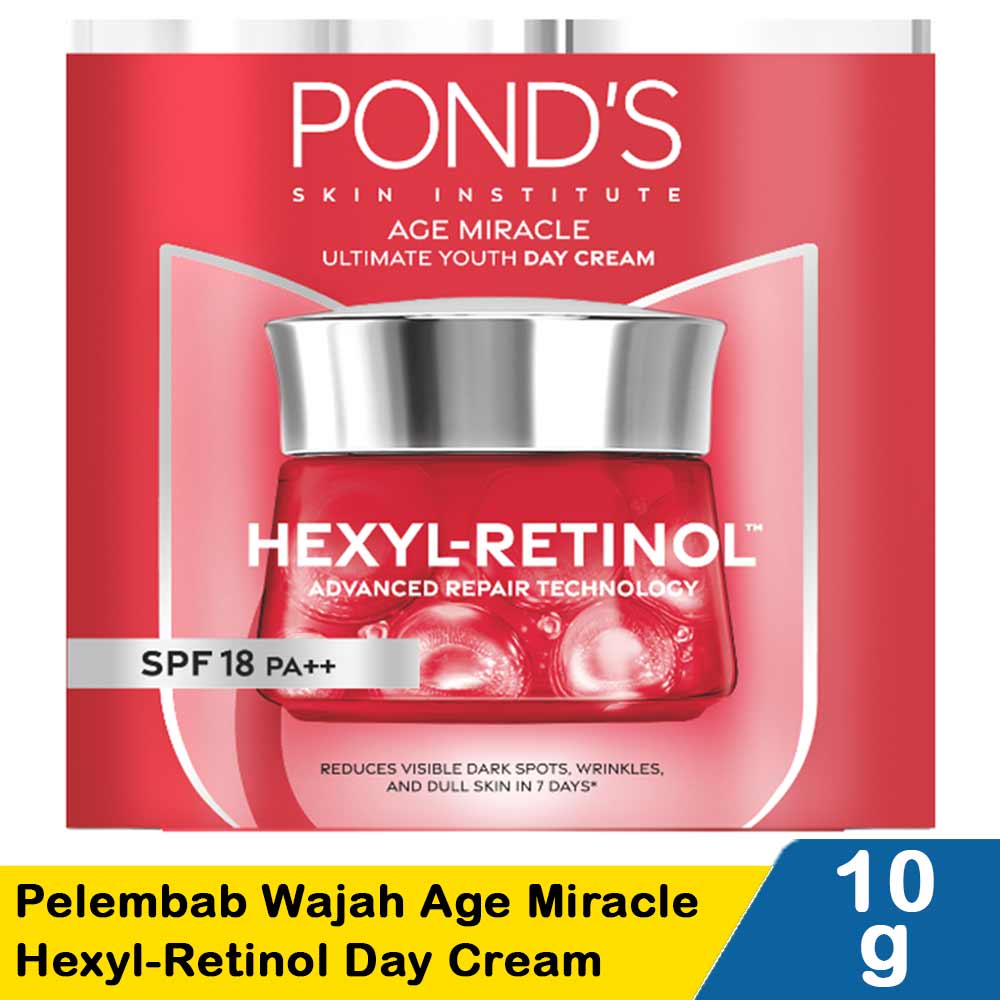 POND'S
SKIN INSTITUTE
AGE MIRACLE
ULTIMATE YOUTH DAY CREAM
HEXYL-RETINOL™
ADVANCED REPAIR TECHNOLOGY
SPF 18 PA++
REDUCES VISIBLE DARK SPOTS, WRINKLES,
AND DULL SKIN IN 7 DAYS*
Pelembab Wajah Age Miracle
Hexyl-Retinol Day Cream
10
g